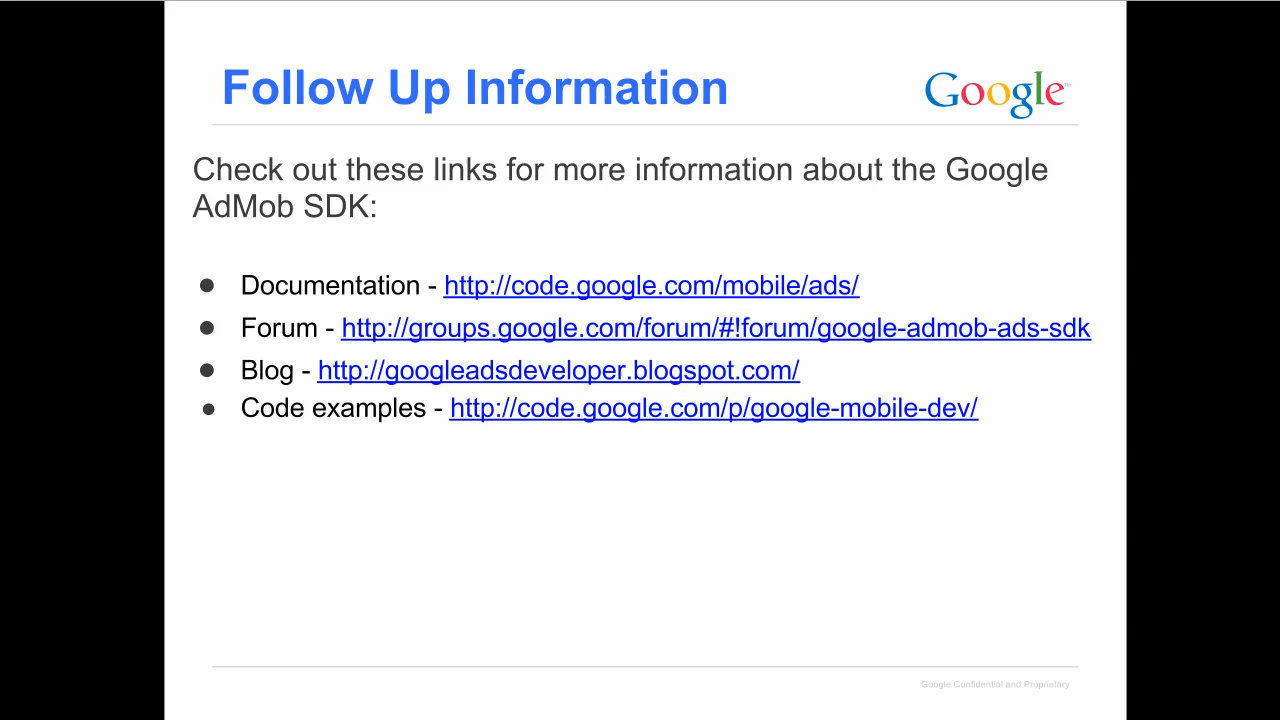 Follow Up Information
Google™
Check out these links for more information about the Google
AdMob SDK:
● Documentation - http://code.google.com/mobile/ads/
● Forum - http://groups.google.com/forum/#!forum/google-admob-ads-sdk
● Blog - http://googleadsdeveloper.blogspot.com/
● Code examples - http://code.google.com/p/google-mobile-dev/
Google Confidential and Proprietary